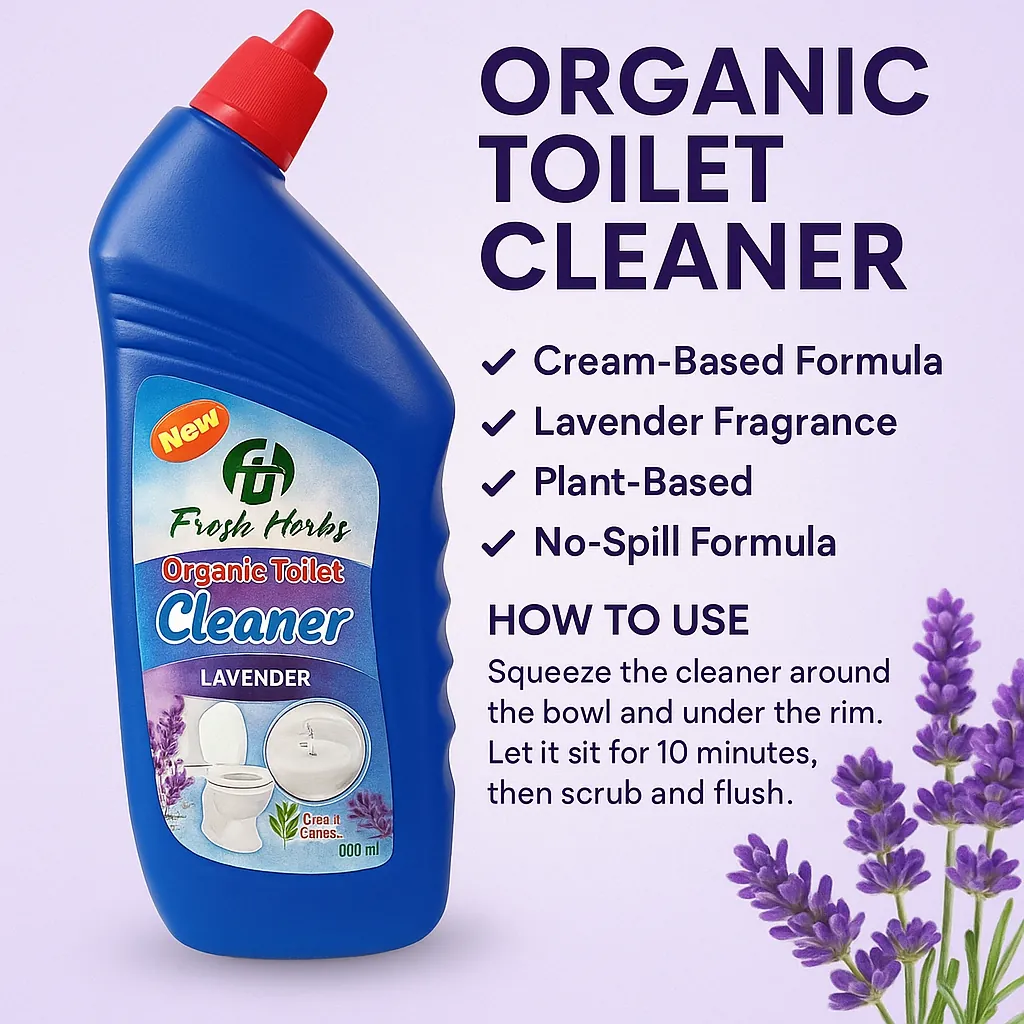 ORGANIC
TOILET
CLEANER
✓ Cream-Based Formula
✓ Lavender Fragrance
✓ Plant-Based
✓ No-Spill Formula
HOW TO USE
Squeeze the cleaner around
the bowl and under the rim.
Let it sit for 10 minutes,
then scrub and flush.
New
Frosh Horbs
Organic Toilet
Cleaner
LAVENDER
Crea it
Canes...
000 ml